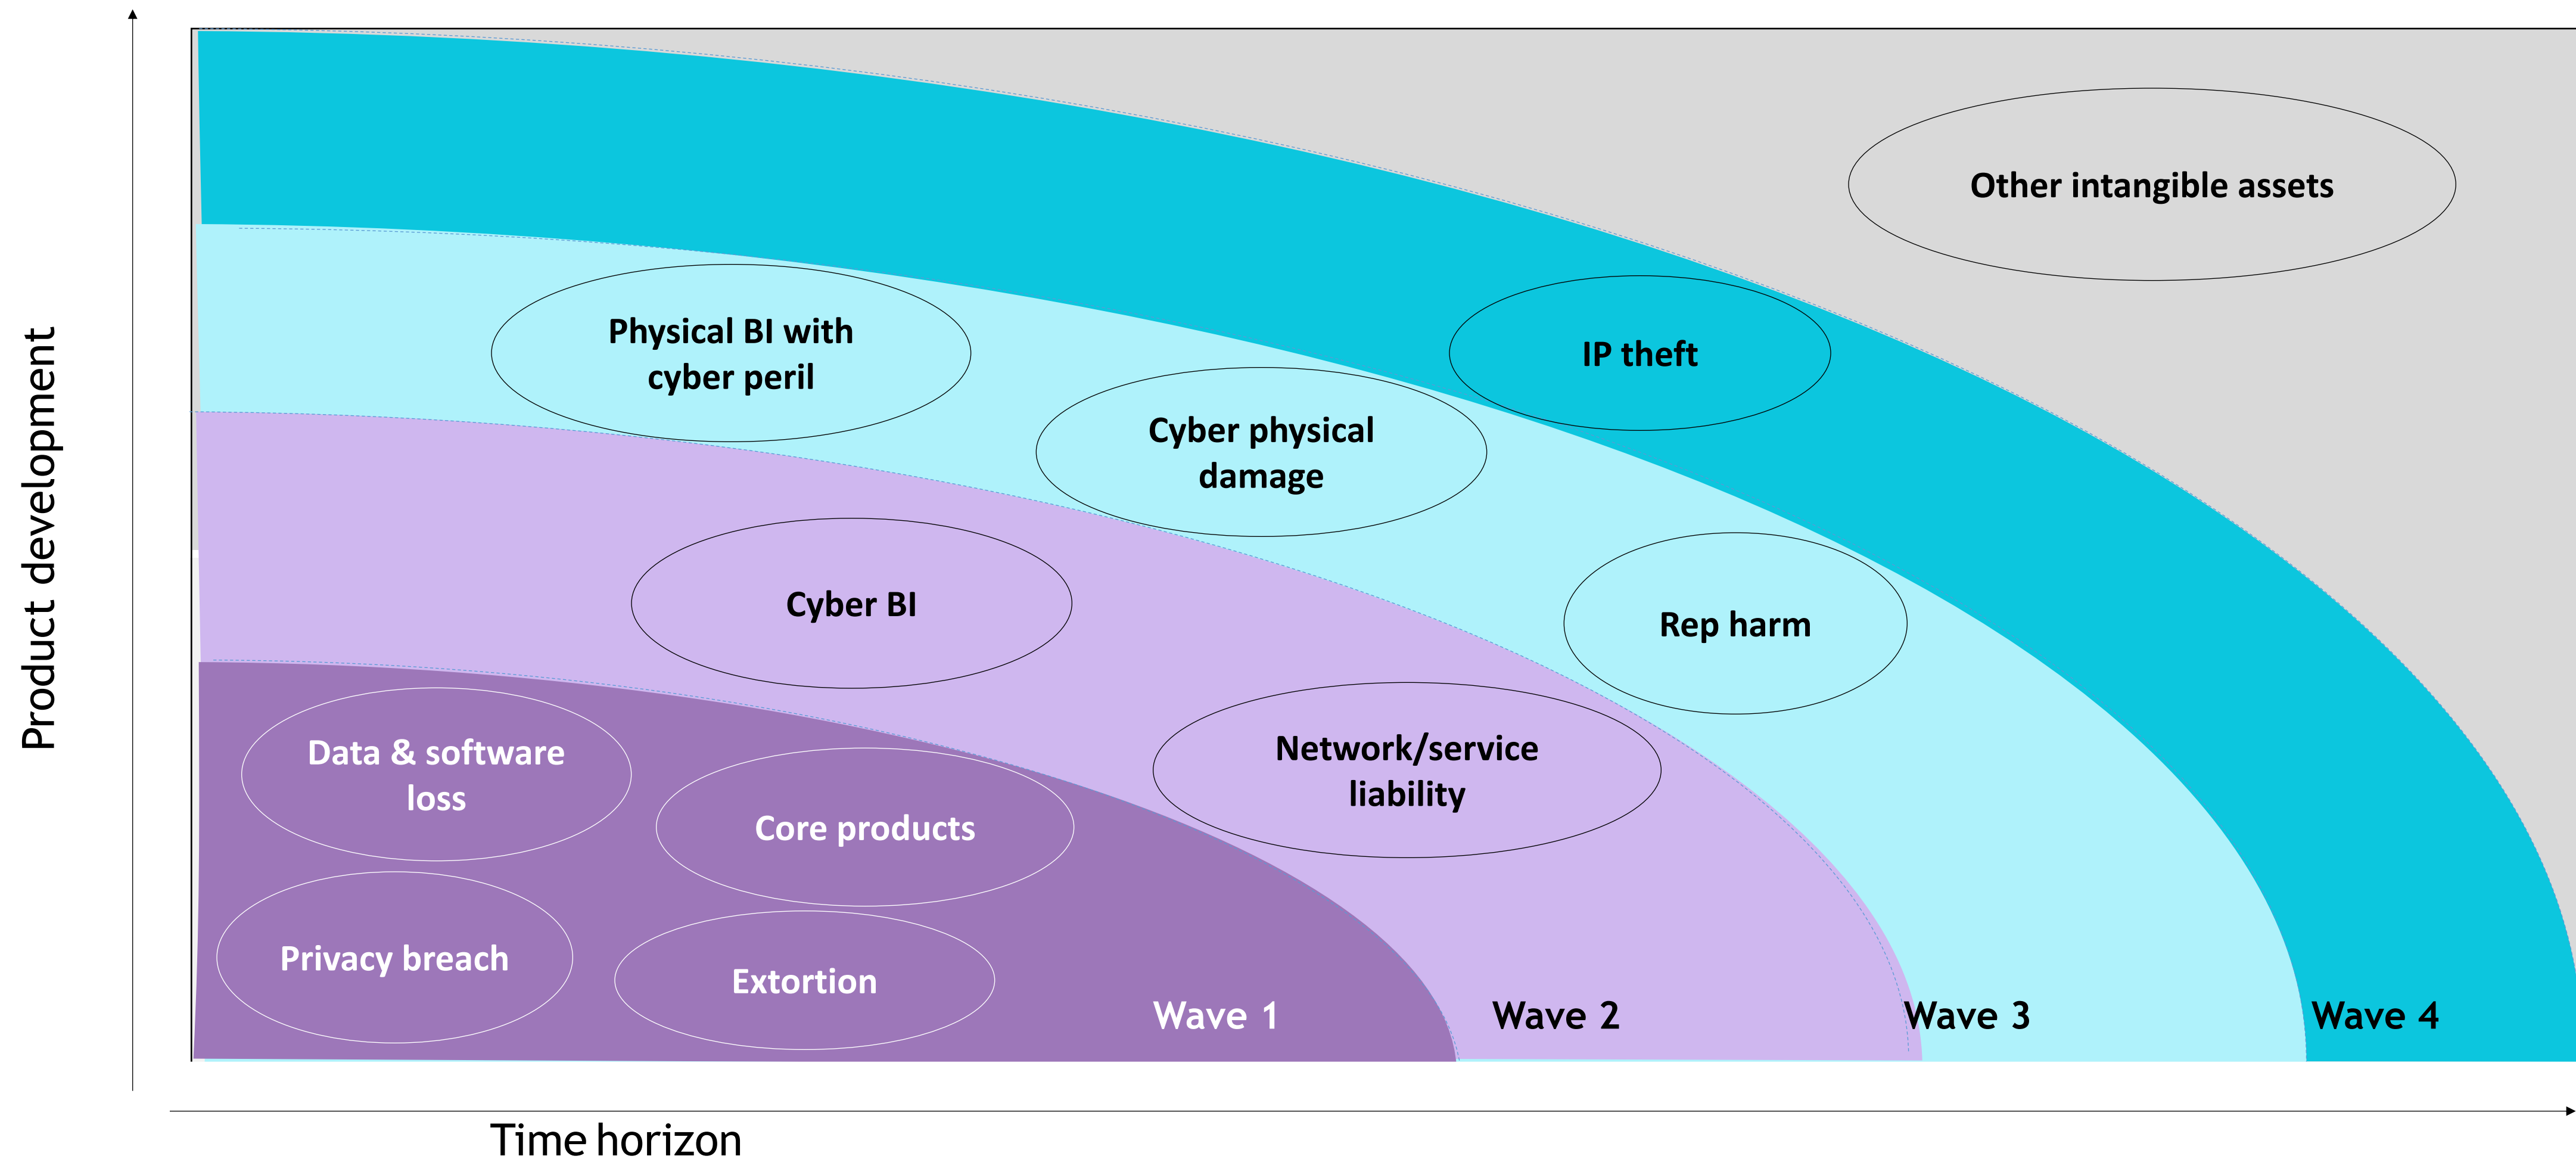 Product development
Other intangible assets
Physical BI with
cyber peril
IP theft
Cyber physical
damage
Cyber BI
Rep harm
Network/service
liability
Data & software
loss
Core products
Privacy breach
Extortion
Wave 1
Wave 2
Wave 3
Wave 4
Time horizon